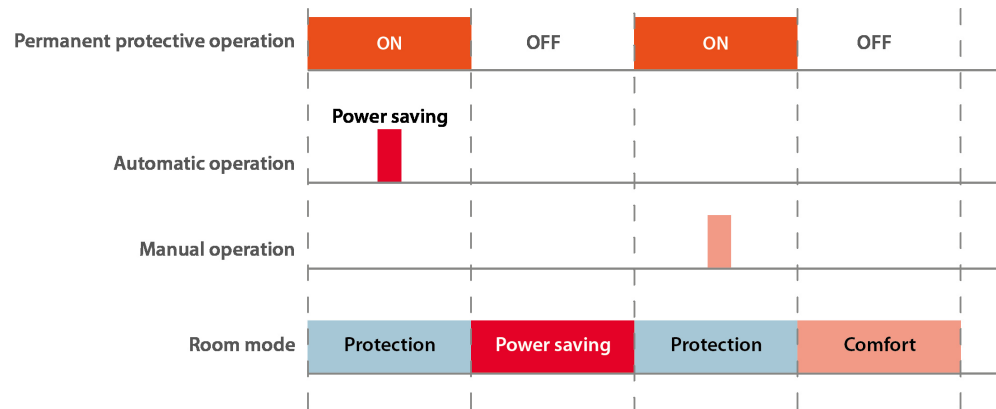 Permanent protective operation ON OFF ON OFF
Power saving
Automatic operation
Manual operation
Room mode Protection Power saving Protection Comfort